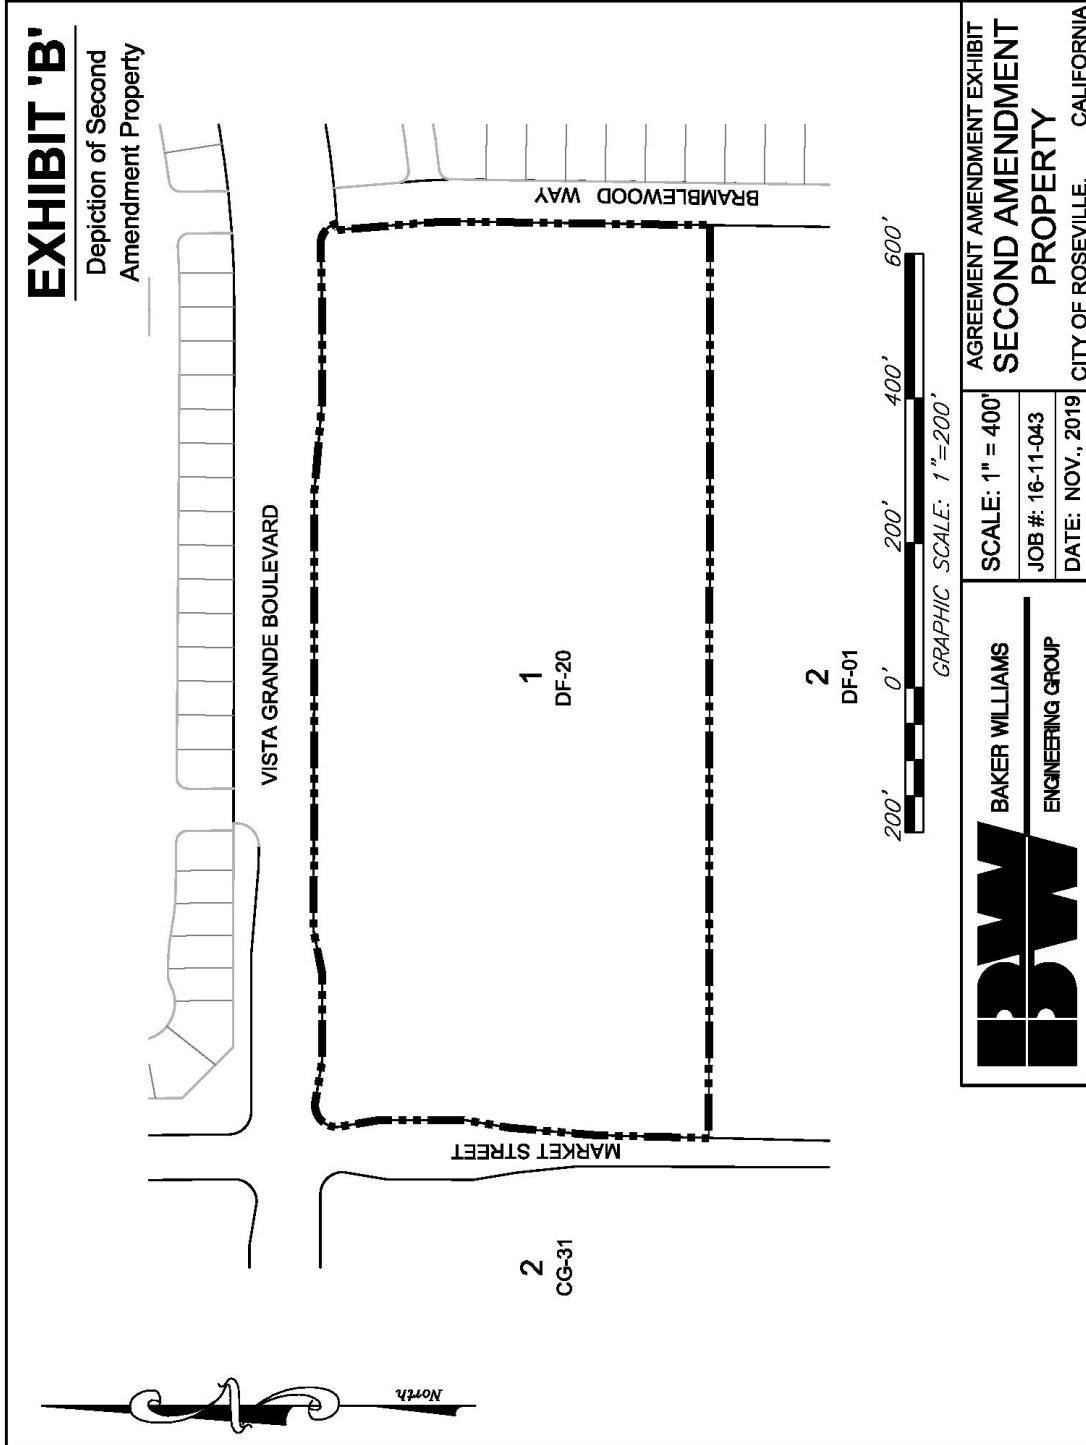 EXHIBIT 'B'
Depiction of Second
Amendment Property
VISTA GRANDE BOULEVARD
BRAMBLEWOOD WAY
MARKET STREET
1
DF-20
2
CG-31
2
DF-01
North
200' 0' 200' 400' 600'
GRAPHIC SCALE: 1"=200'
BW
BAKER WILLIAMS
ENGINEERING GROUP
SCALE: 1" = 400'
JOB #: 16-11-043
DATE: NOV., 2019
AGREEMENT AMENDMENT EXHIBIT
SECOND AMENDMENT
PROPERTY
CITY OF ROSEVILLE, CALIFORNIA